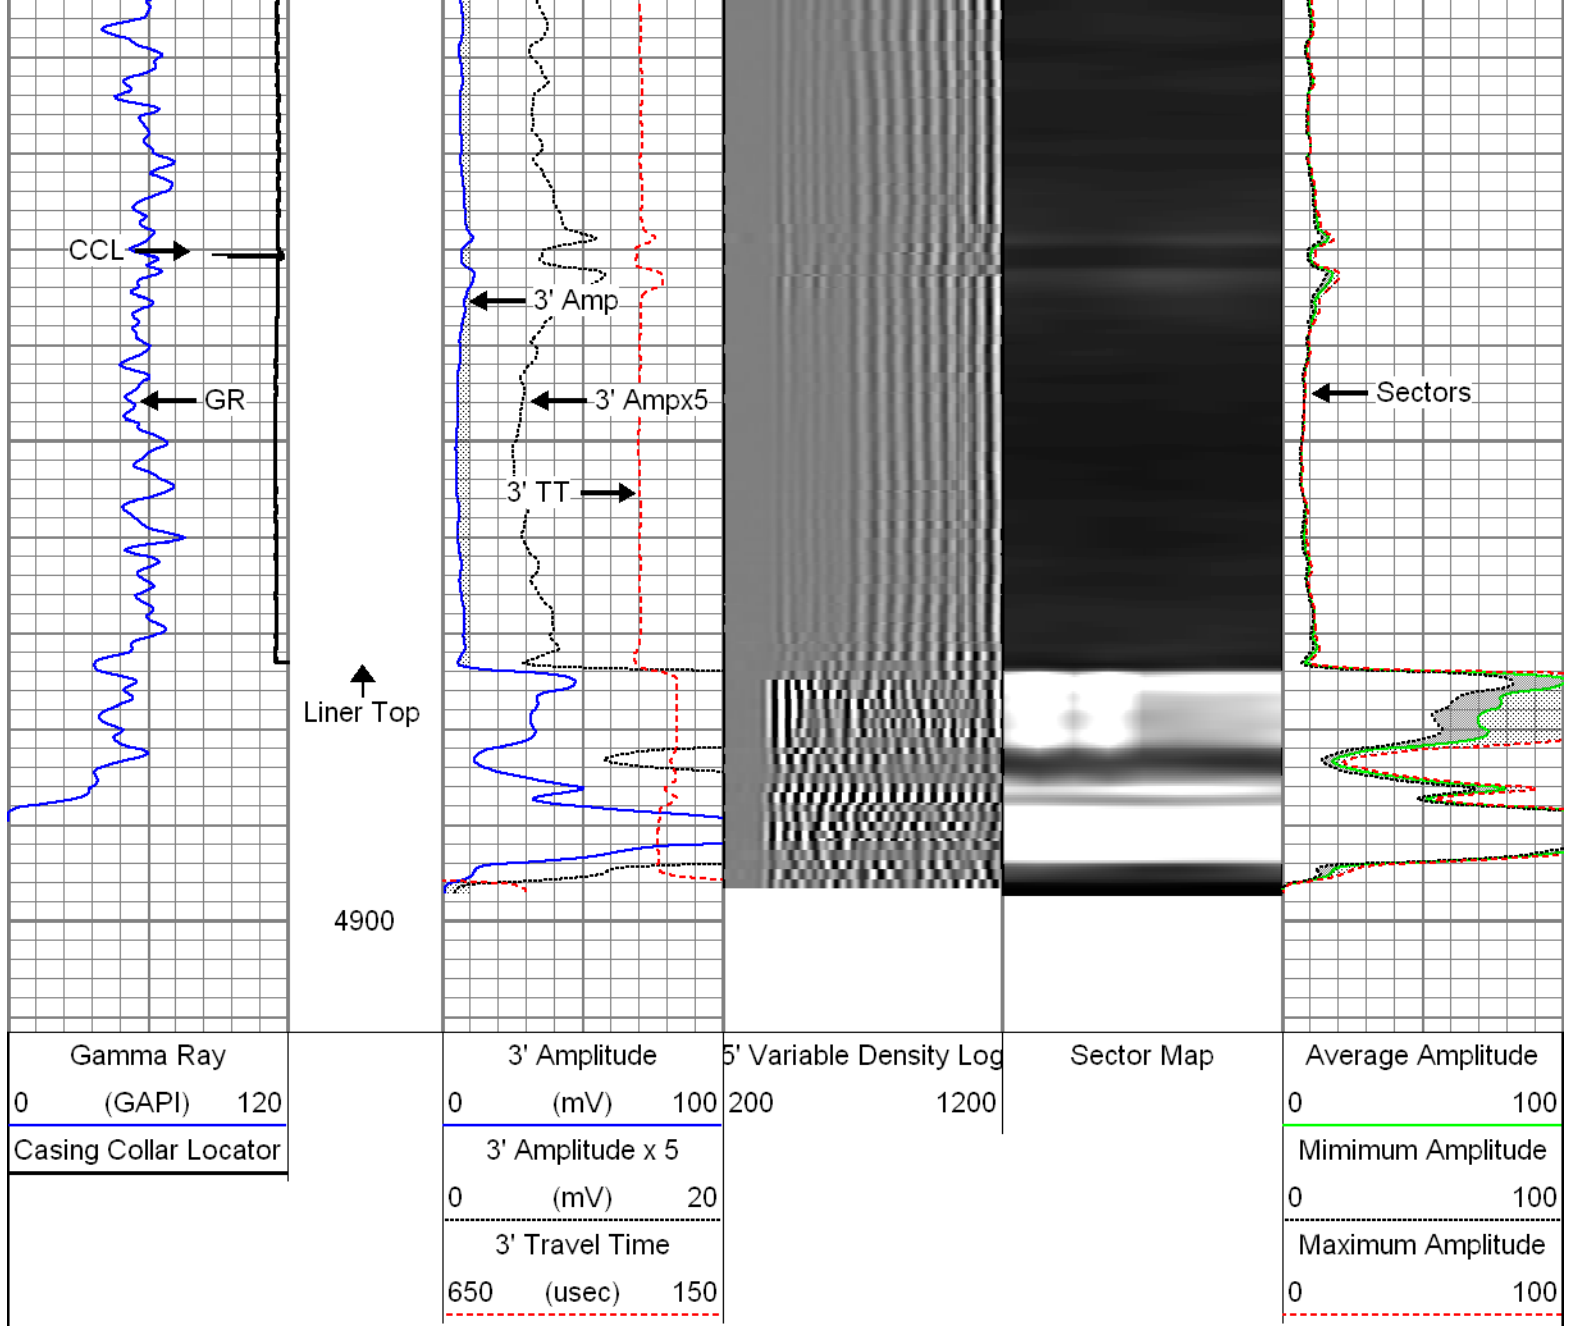 CCL
3' Amp
GR
3' Ampx5
Sectors
3' TT
Liner Top
4900
Gamma Ray
0 (GAPI) 120
Casing Collar Locator
3' Amplitude
0 (mV) 100
3' Amplitude x 5
0 (mV) 20
3' Travel Time
650 (usec) 150
5' Variable Density Log
200 1200
Sector Map
Average Amplitude
0 100
Mimimum Amplitude
0 100
Maximum Amplitude
0 100